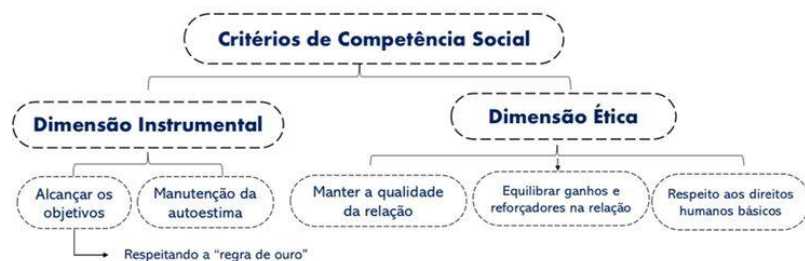 Critérios de Competência Social
Dimensão Instrumental
Dimensão Ética
Alcançar os
objetivos
Manutenção da
autoestima
Manter a qualidade
da relação
Equilibrar ganhos e
reforçadores na relação
Respeito aos direitos
humanos básicos
Respeitando a “regra de ouro”